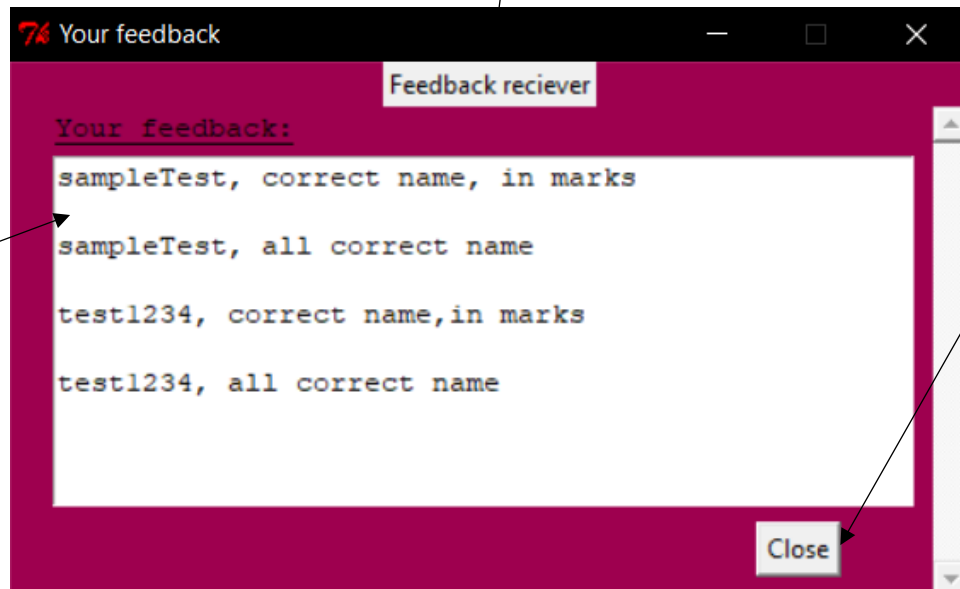 Your feedback
Feedback reciever
Your feedback:
sampleTest, correct name, in marks
sampleTest, all correct name
test1234, correct name,in marks
test1234, all correct name
Close